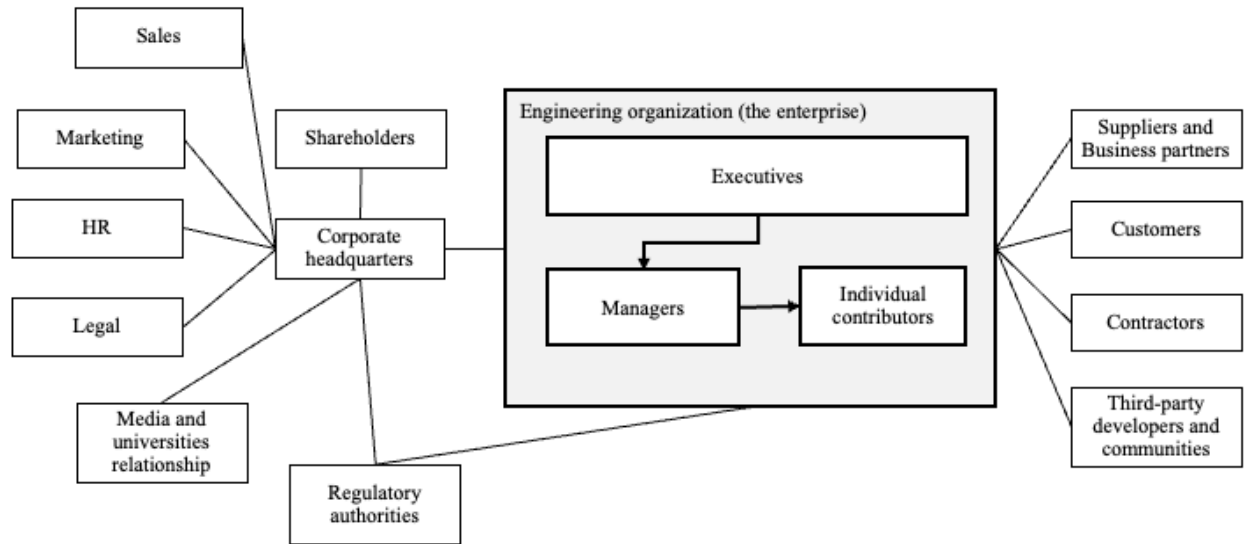 Sales
Marketing
HR
Legal
Media and
universities
relationship
Shareholders
Corporate
headquarters
Regulatory
authorities
Engineering organization (the enterprise)
Executives
Managers
Individual
contributors
Suppliers and
Business partners
Customers
Contractors
Third-party
developers and
communities